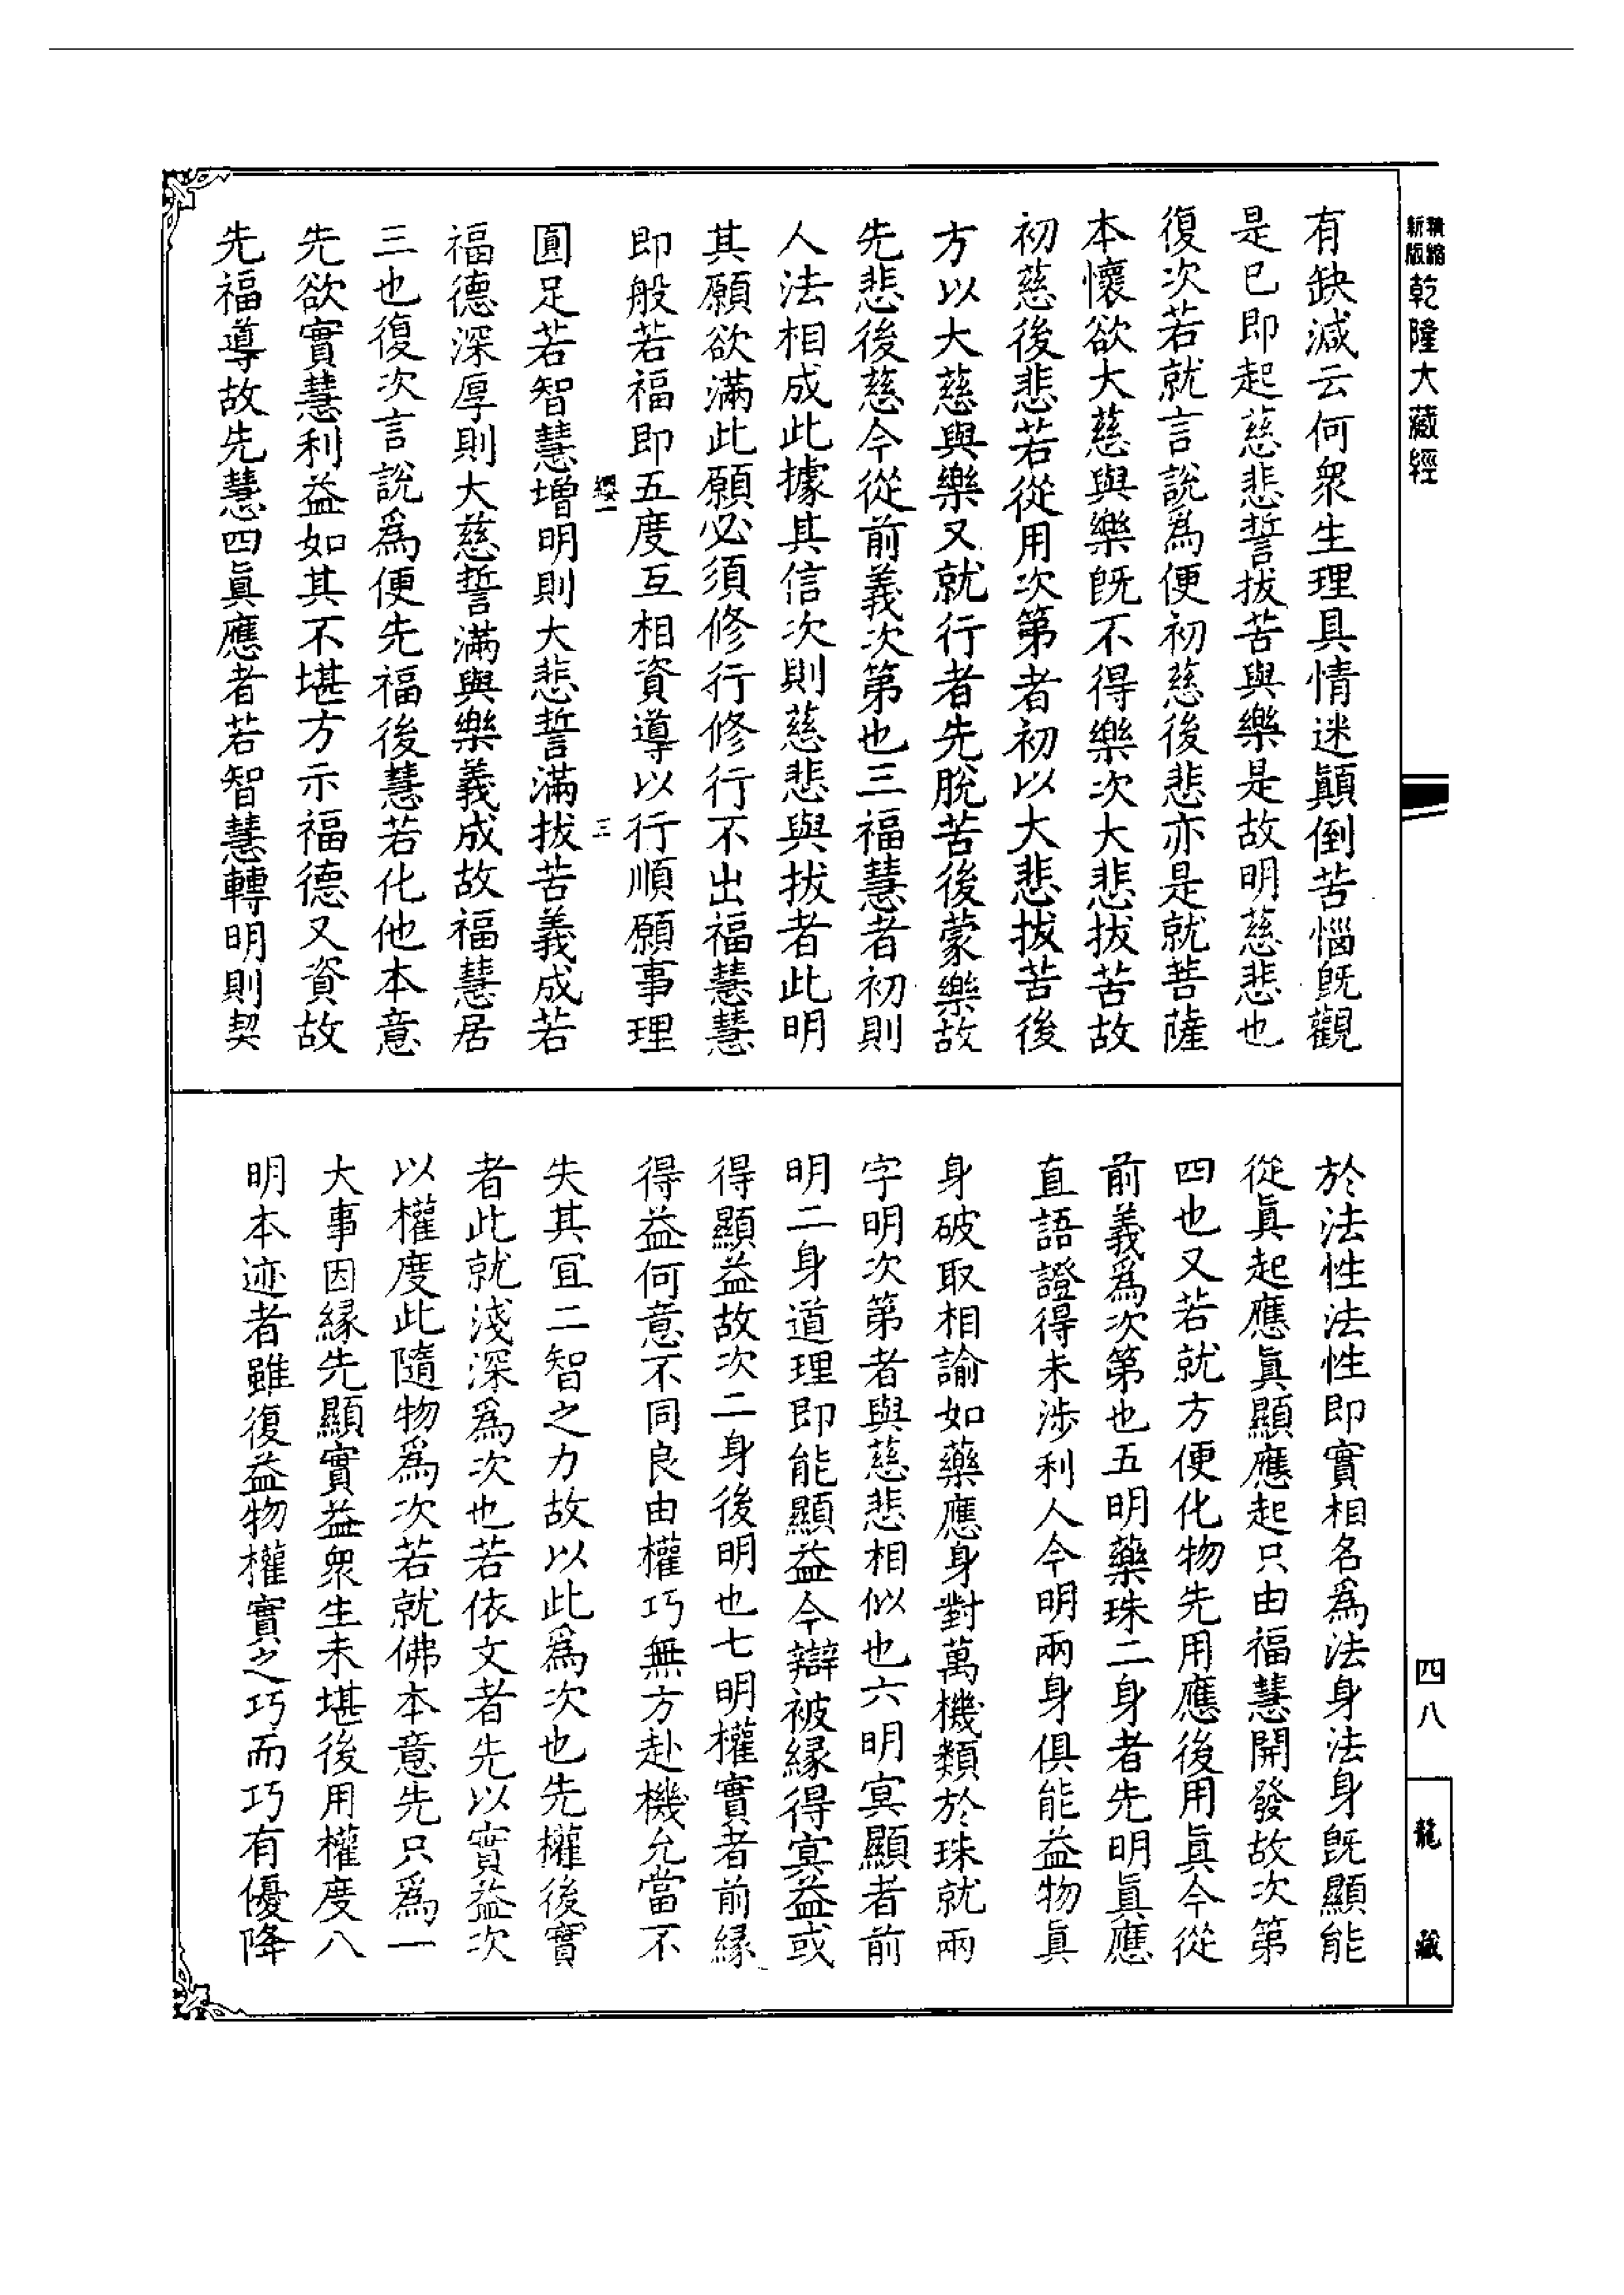 精縮
新版
乾隆大藏經
有缺減云何衆生理具情迷顛倒苦惱旣觀
是已即起慈悲誓拔苦與樂是故明慈悲也
復次若就言說為便初慈後悲亦是就菩薩
本懷欲大慈與樂旣不得樂次大悲拔苦故
初慈後悲若從用次第者初以大悲拔苦後
方以大慈與樂又就行者先脫苦後蒙樂故
先悲後慈今從前義次第也三福慧者初則
人法相成此據其信次則慈悲與拔者此明
其願欲滿此願必須修行修行不出福慧慧
即般若福即五度互相資導以行順願事理
三
圓足若智慧增明則大悲誓滿拔苦義成若
福德深厚則大慈誓滿與樂義成故福慧居
三也復次言說爲便先福後慧若化他本意
先欲實慧利益如其不堪方示福德又資故
先福導故先慧四眞應者若智慧轉明則契
於法性法性即實相名爲法身法身旣顯能
從眞起應眞顯應起只由福慧開發故次第
四也又若就方便化物先用應後用眞今從
前義爲次第也五明藥珠二身者先明眞應
直語證得未涉利人今明兩身俱能益物眞
身破取相諭如藥應身對萬機類於珠就兩
字明次第者與慈悲相似也六明冥顯者前
明二身道理即能顯益今辯被緣得冥益或
得顯益故次二身後明也七明權實者前緣
得益何意不同良由權巧無方赴機允當不
失其宜二智之力故以此爲次也先權後實
者此就淺深爲次也若依文者先以實益次
以權度此隨物爲次若就佛本意先只爲一
大事因緣先顯實益衆生未堪後用權度八
明本迹者雖復益物權實之巧而巧有優降
四八
龍藏